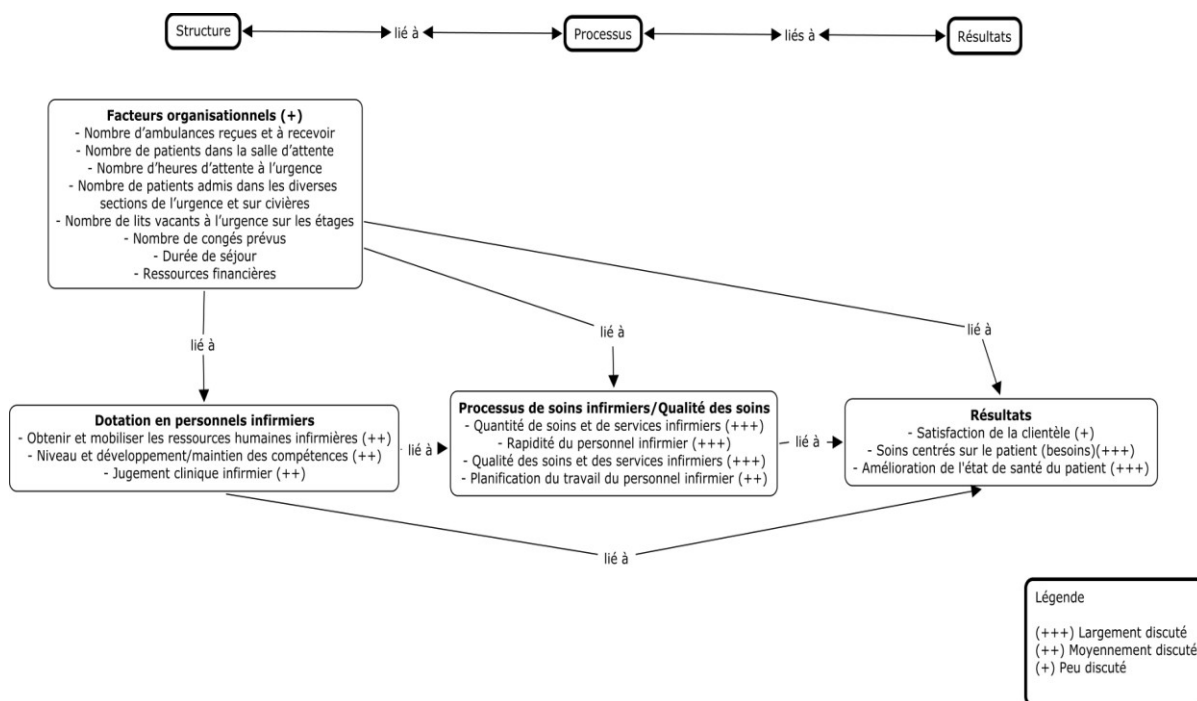 Structure
lié à
Processus
liés à
Résultats
Facteurs organisationnels (+)
- Nombre d'ambulances reçues et à recevoir
- Nombre de patients dans la salle d'attente
- Nombre d'heures d'attente à l'urgence
- Nombre de patients admis dans les diverses
sections de l'urgence et sur civières
- Nombre de lits vacants à l'urgence sur les étages
- Nombre de congés prévus
- Durée de séjour
- Ressources financières
lié à
lié à
lié à
Dotation en personnels infirmiers
- Obtenir et mobiliser les ressources humaines infirmières (++)
- Niveau et développement/maintien des compétences (++)
- Jugement clinique infirmier (++)
lié à
Processus de soins infirmiers/Qualité des soins
- Quantité de soins et de services infirmiers (+++)
- Rapidité du personnel infirmier (+++)
- Qualité des soins et des services infirmiers (+++)
- Planification du travail du personnel infirmier (++)
lié à
Résultats
- Satisfaction de la clientèle (+)
- Soins centrés sur le patient (besoins)(+++)
- Amélioration de l'état de santé du patient (+++)
lié à
Légende
(+++) Largement discuté
(++) Moyennement discuté
(+) Peu discuté